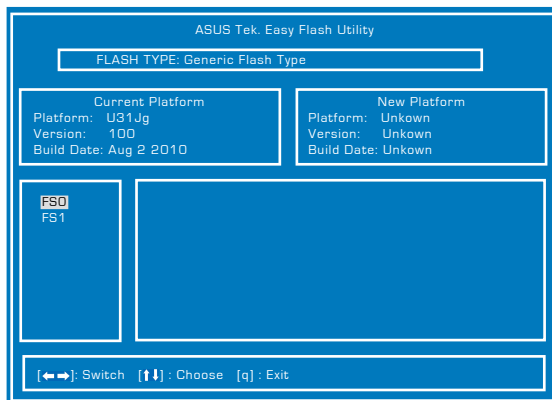 ASUS Tek. Easy Flash Utility
FLASH TYPE: Generic Flash Type
Current Platform
Platform: U31Jg
Version: 100
Build Date: Aug 2 2010
New Platform
Platform: Unkown
Version: Unkown
Build Date: Unkown
FS0
FS1
[←→]: Switch [↑↓] : Choose [q] : Exit